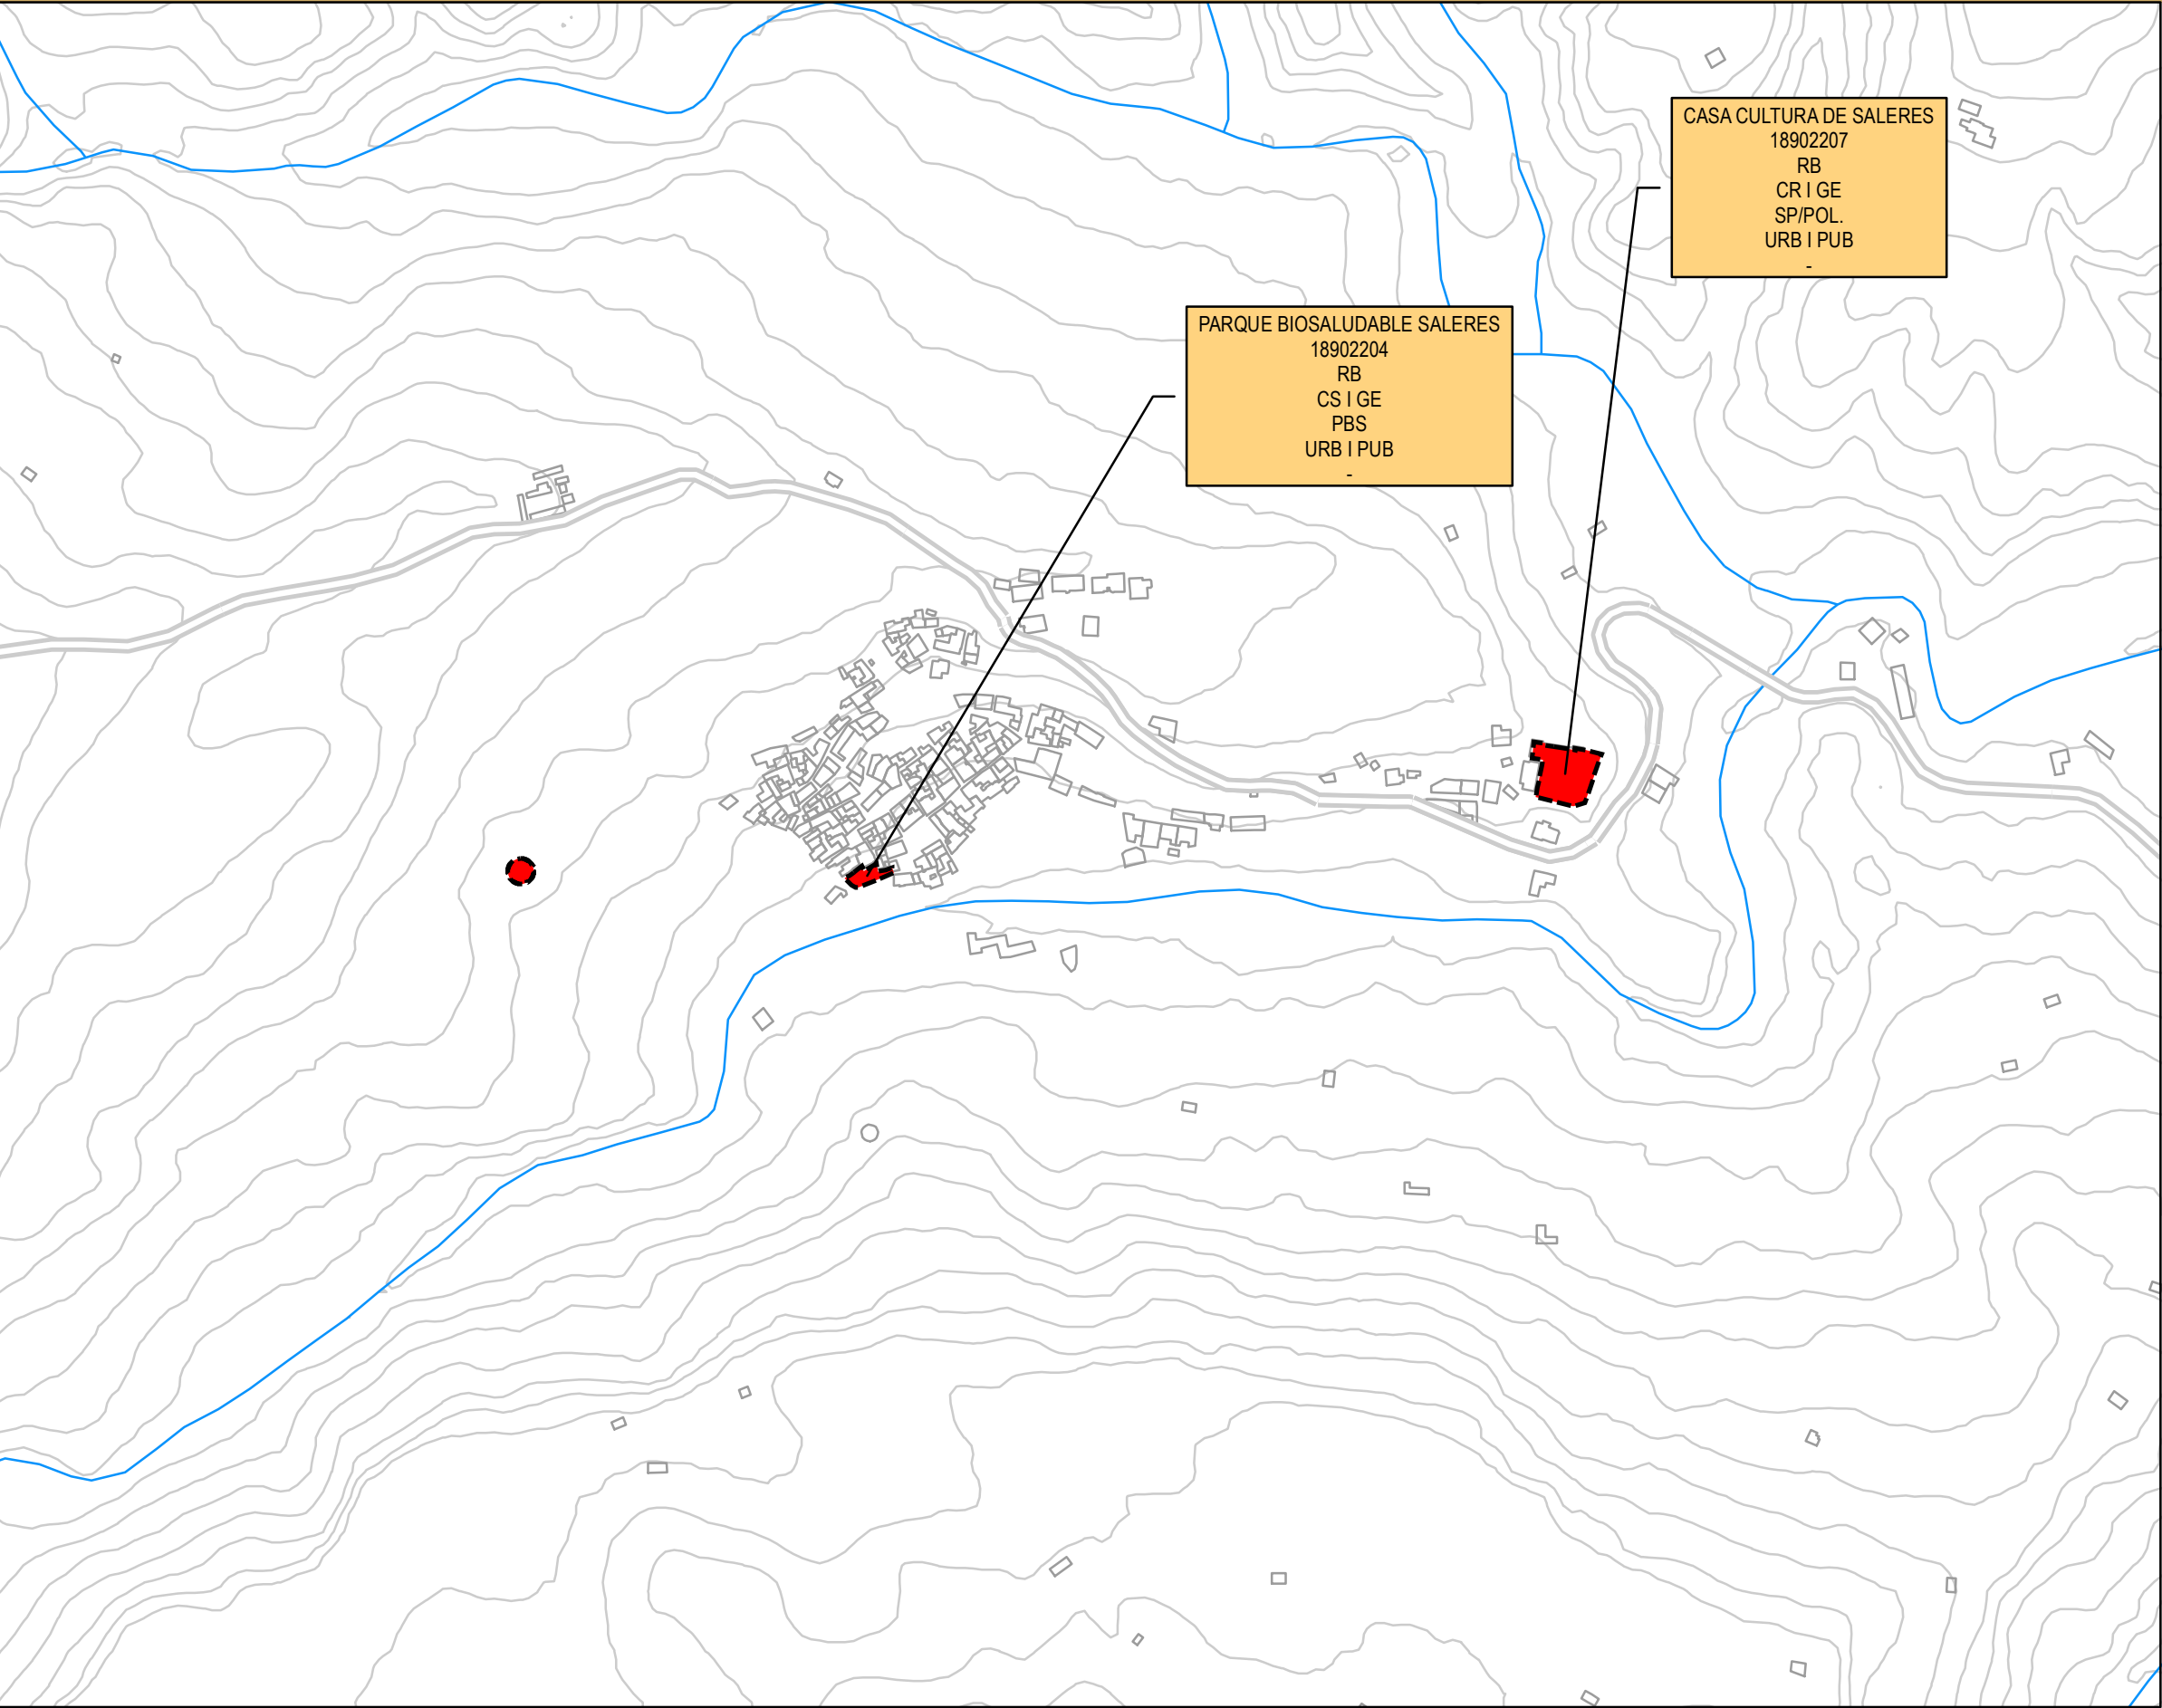 CASA CULTURA DE SALERES
18902207
RB
CR I GE
SP/POL.
URB I PUB
-
PARQUE BIOSALUDABLE SALERES
18902204
RB
CS I GE
PBS
URB I PUB
-